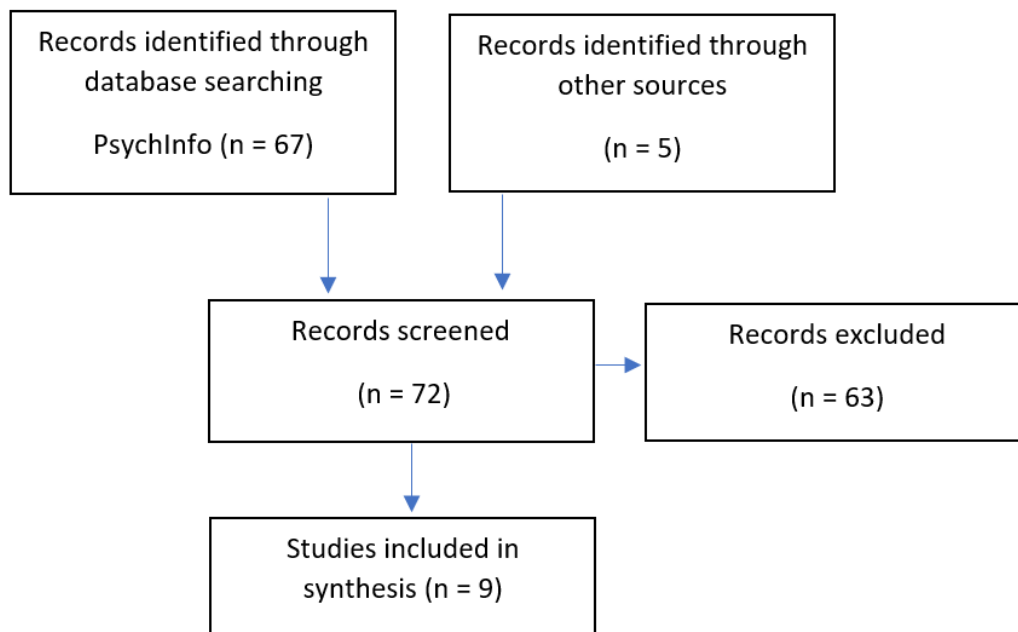 Records identified through
database searching
PsychInfo (n = 67)
Records identified through
other sources
(n = 5)
Records screened
(n = 72)
Records excluded
(n = 63)
Studies included in
synthesis (n = 9)